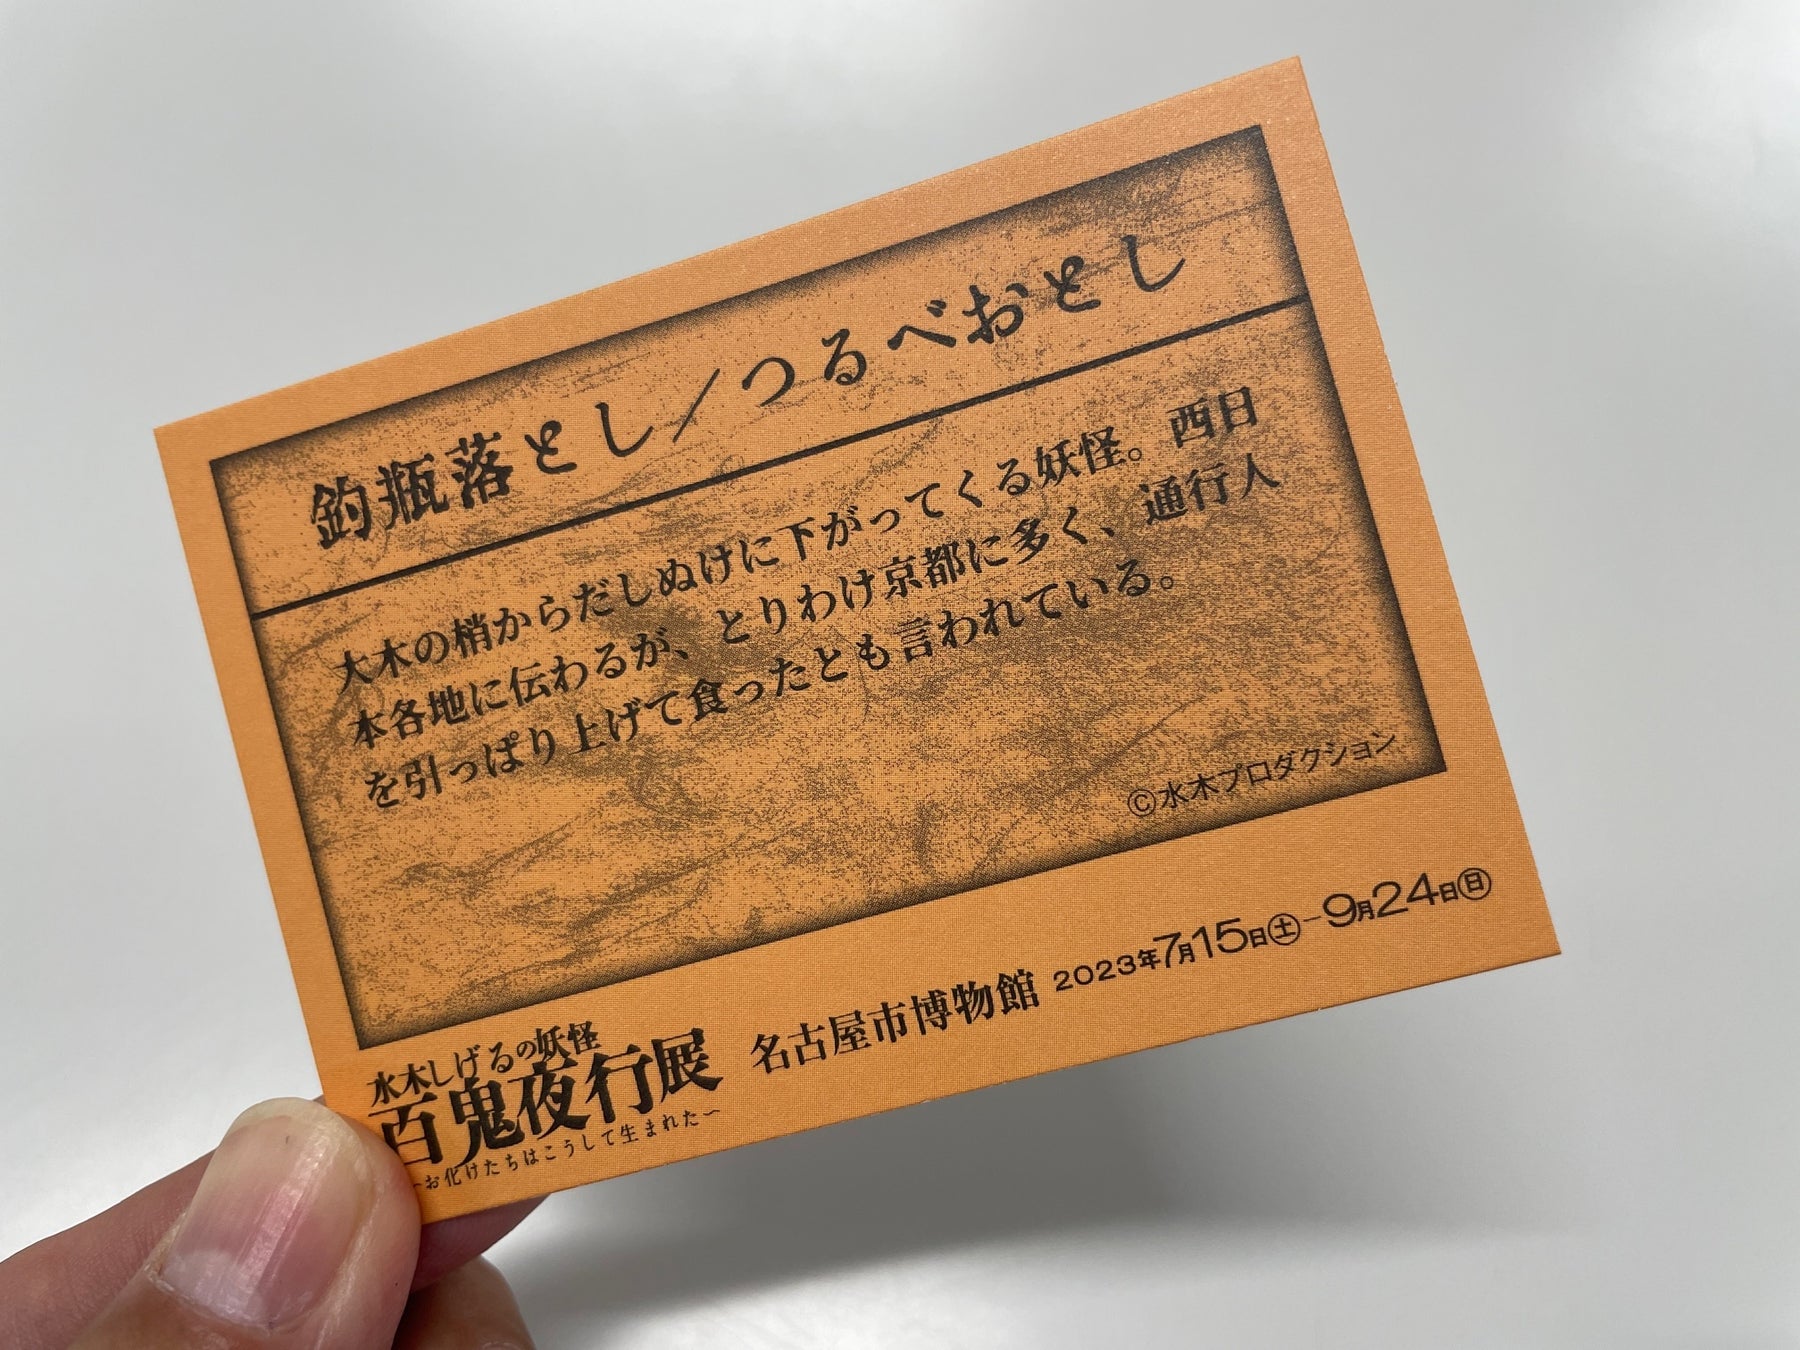 釣瓶落とし/つるべおとし
大木の梢からだしぬけに下がってくる妖怪。西日
本各地に伝わるが、とりわけ京都に多く、通行人
を引っぱり上げて食ったとも言われている。
©水木プロダクション
水木しげるの妖怪
百鬼夜行展
〜お化けたちはこうして生まれた〜
名古屋市博物館 2023年7月15日㊏-9月24日㊐